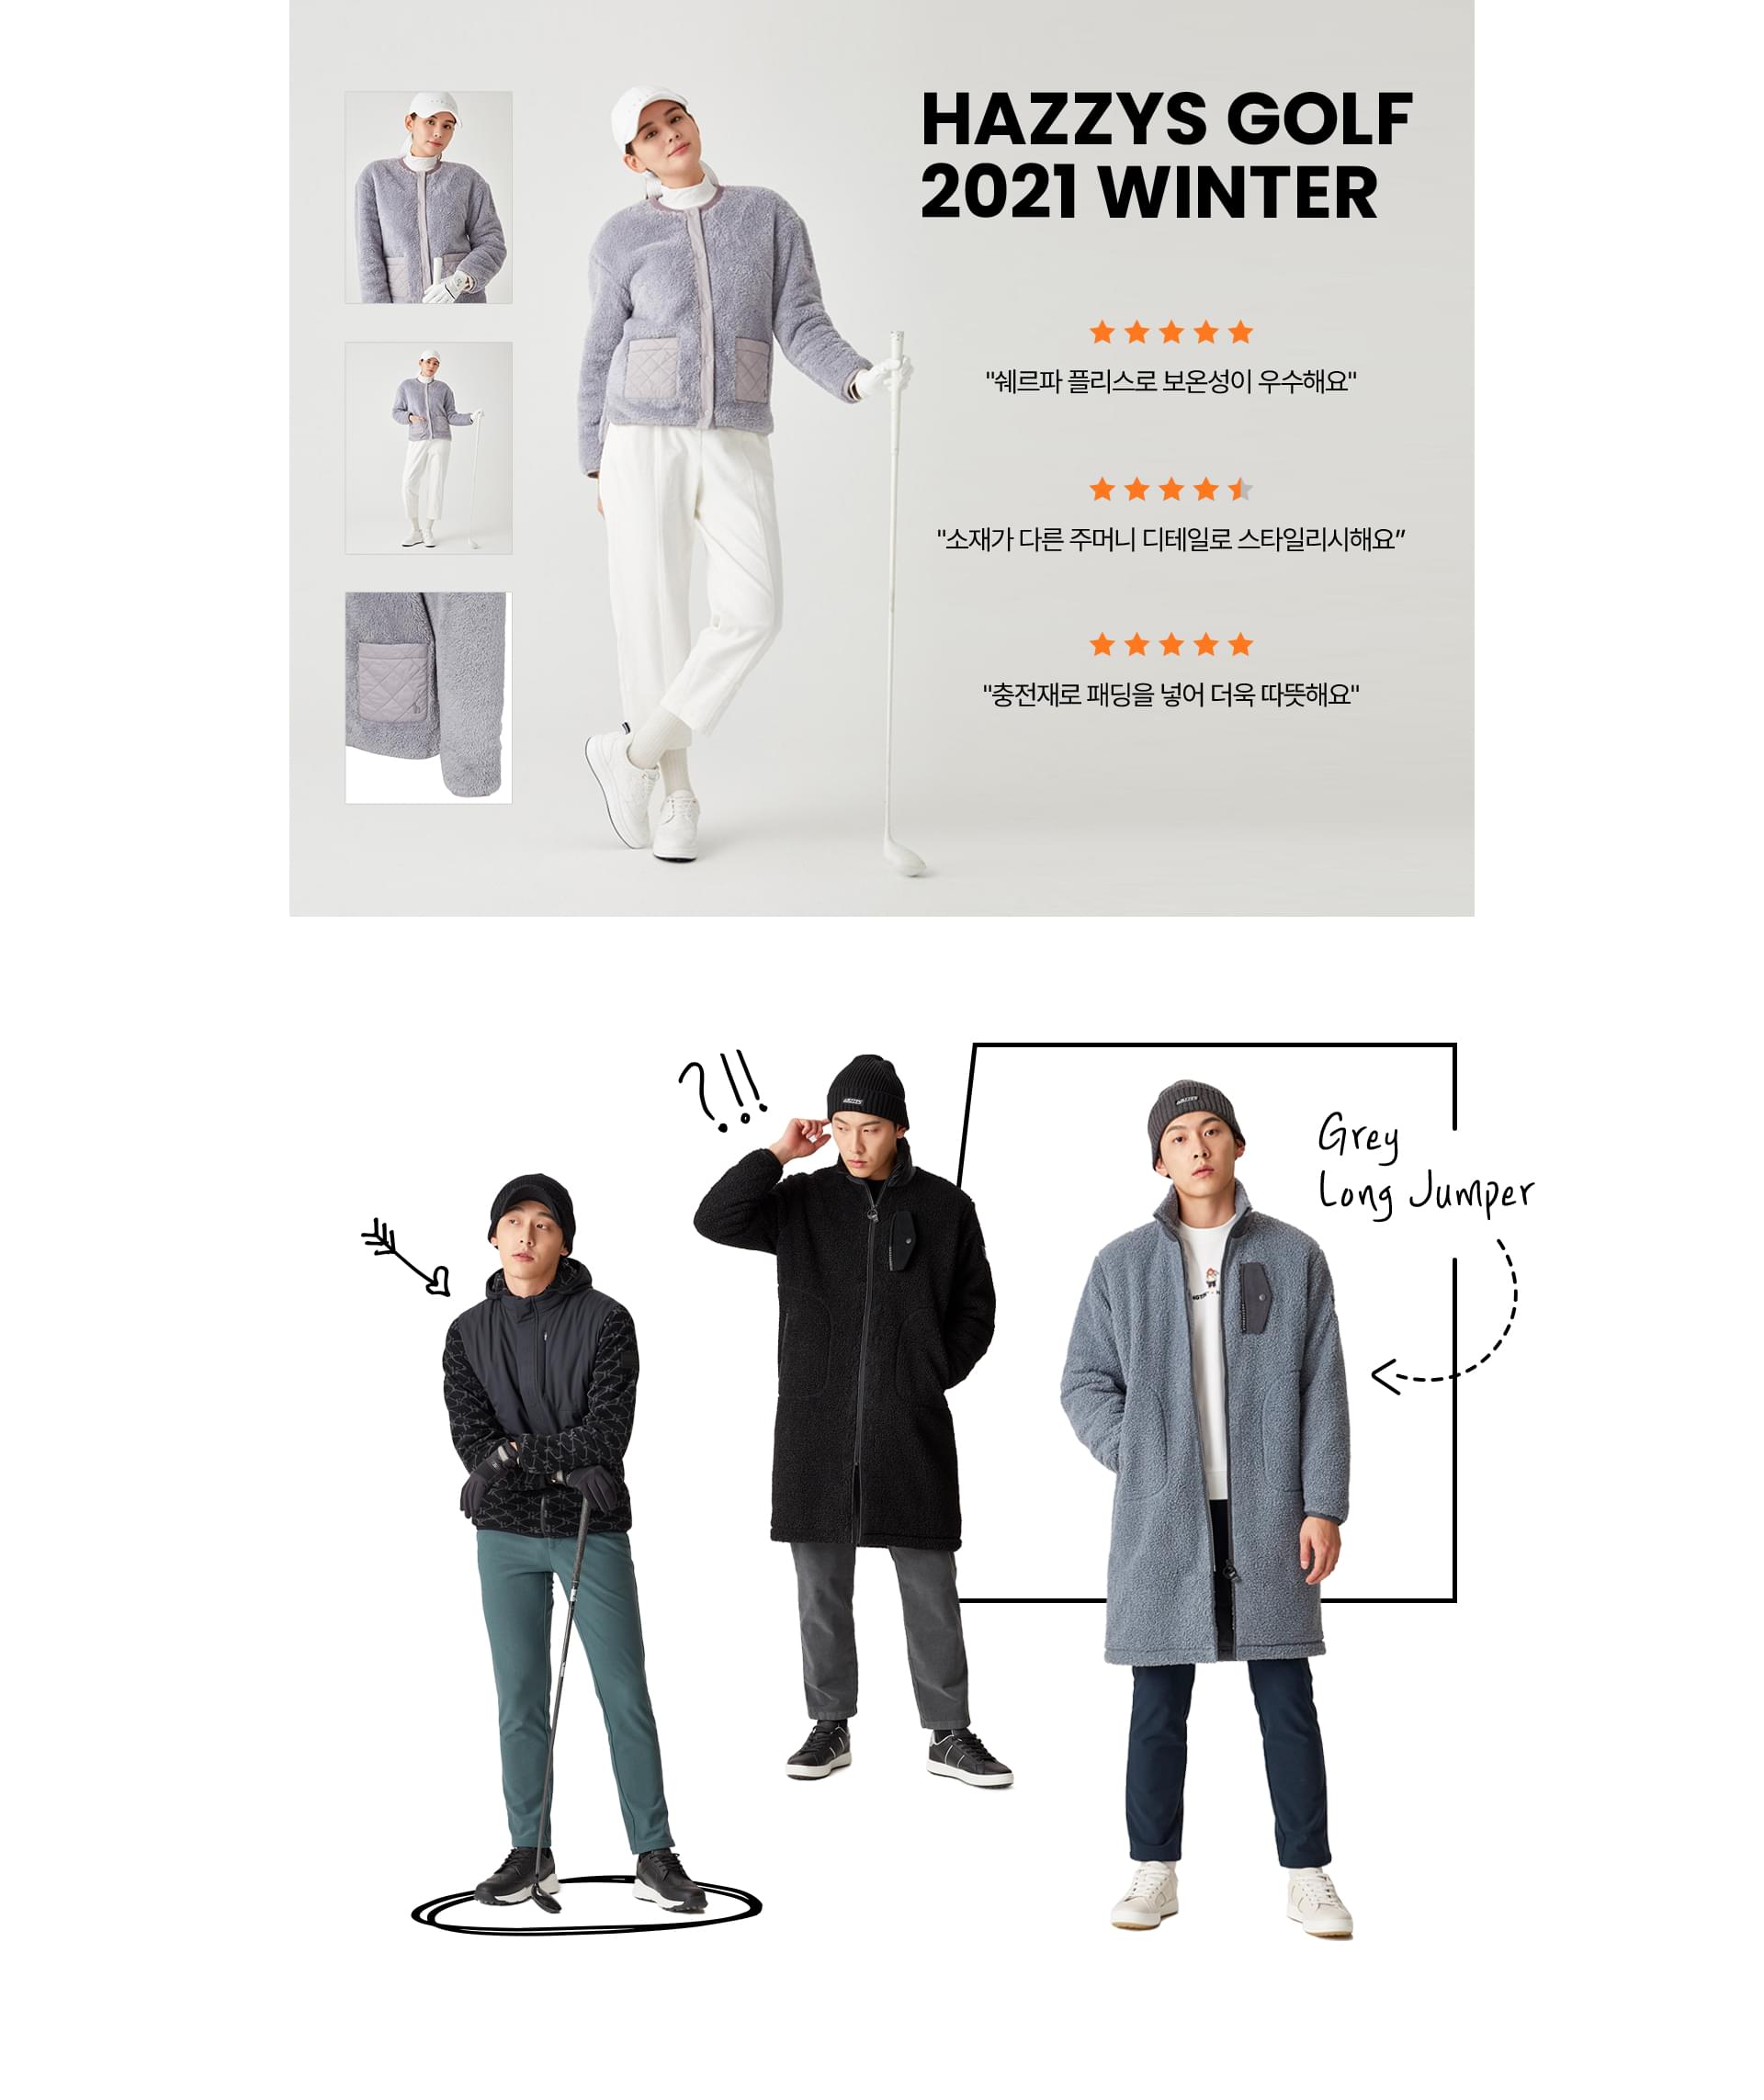 HAZZYS GOLF
2021 WINTER
"쉐르파 플리스로 보온성이 우수해요"
"소재가 다른 주머니 디테일로 스타일리시해요”
"충전재로 패딩을 넣어 더욱 따뜻해요"
?!!
Grey
Long Jumper
HAZZYS
HAZZYS